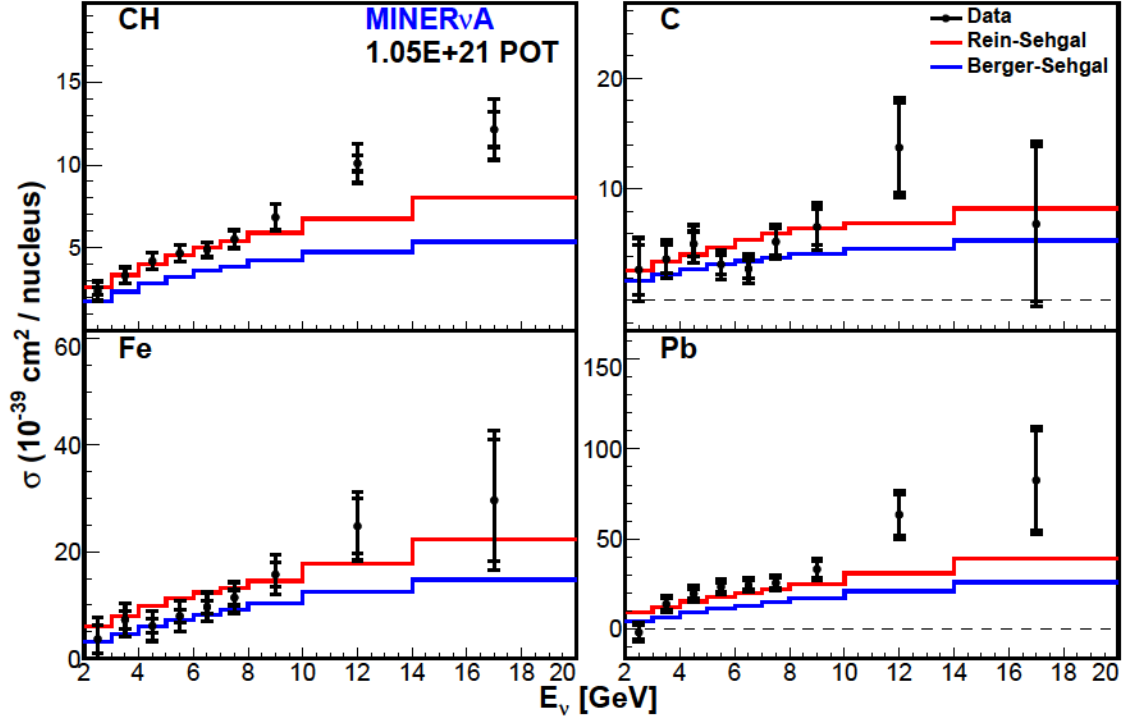 CH
MINERνA
1.05E+21 POT
C
Data
Rein-Sehgal
Berger-Sehgal
15
10
5
20
10
0
σ (10⁻³⁹ cm² / nucleus)
Fe
60
40
20
0
2 4 6 8 10 12 14 16 18 20
Pb
150
100
50
0
2 4 6 8 10 12 14 16 18 20
E_ν [GeV]